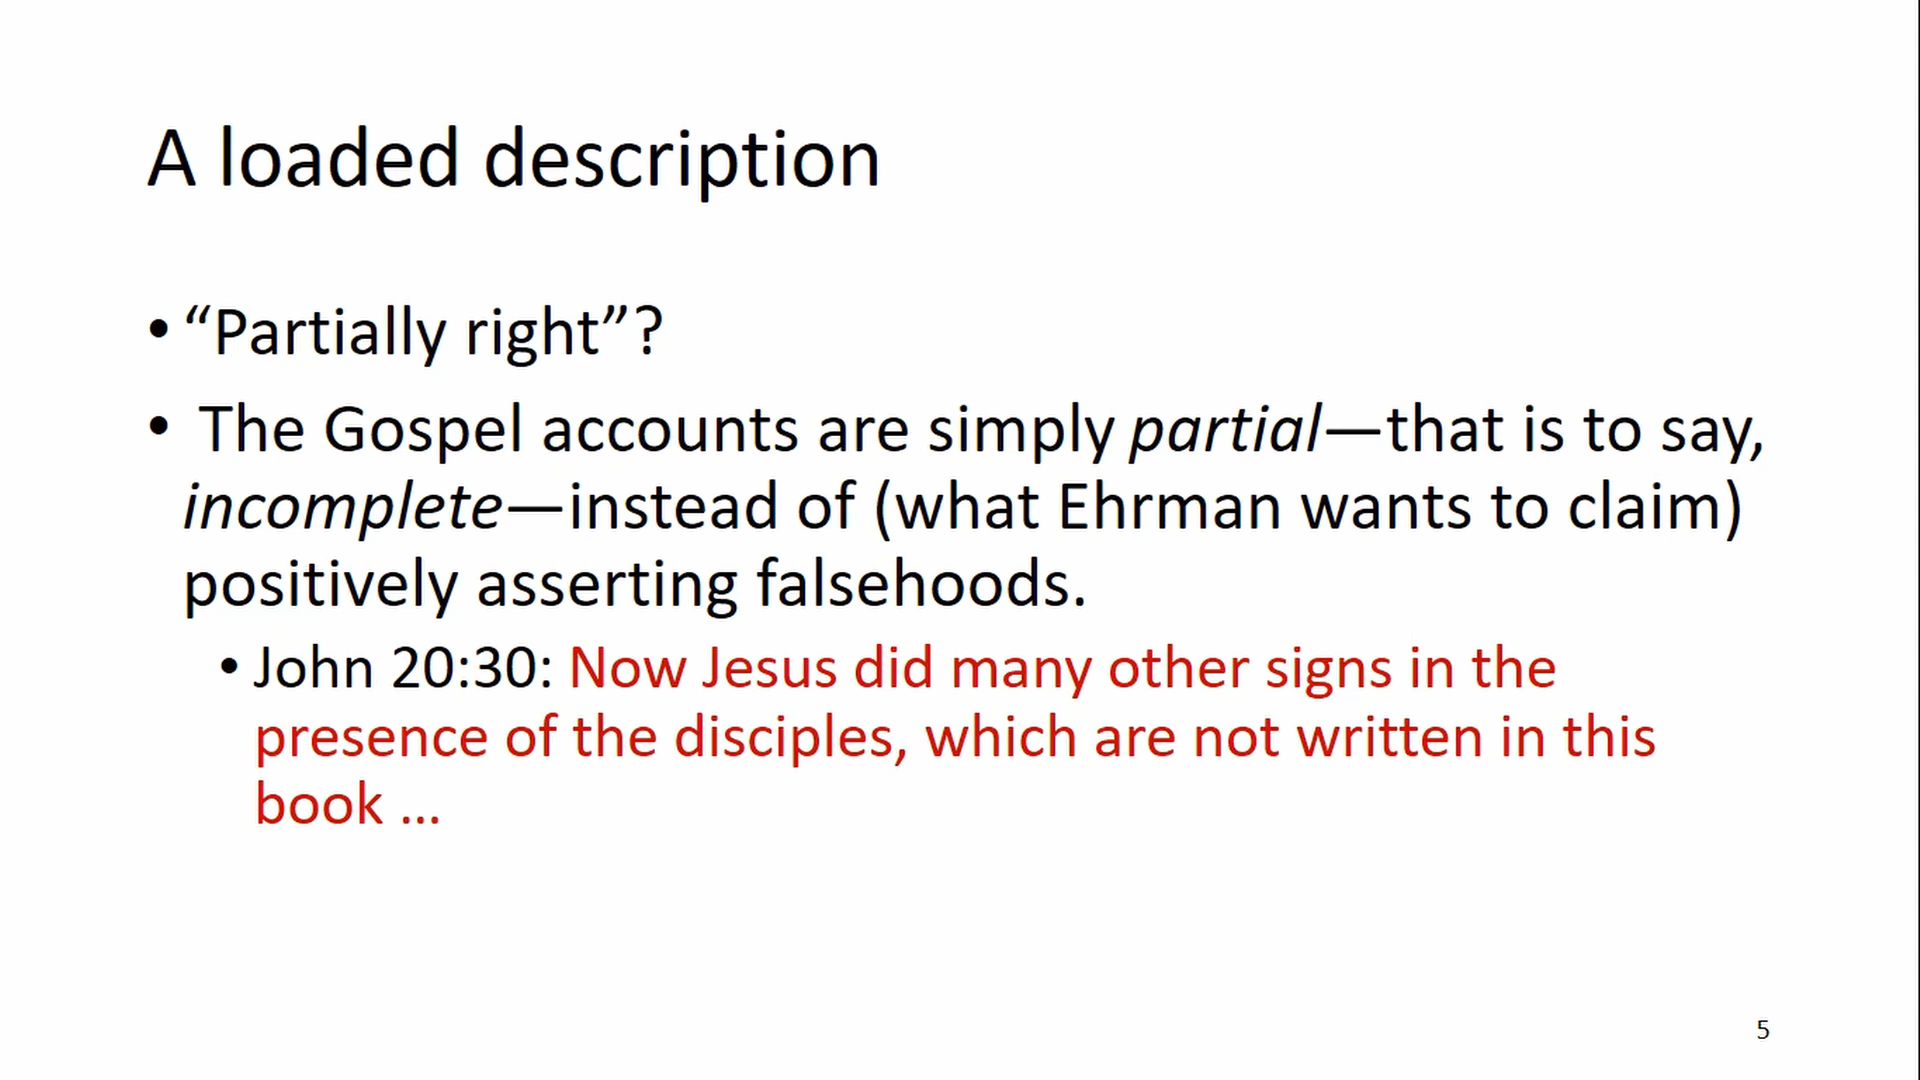 A loaded description
• “Partially right”?
• The Gospel accounts are simply partial—that is to say,
incomplete—instead of (what Ehrman wants to claim)
positively asserting falsehoods.
• John 20:30: Now Jesus did many other signs in the
presence of the disciples, which are not written in this
book ...
5